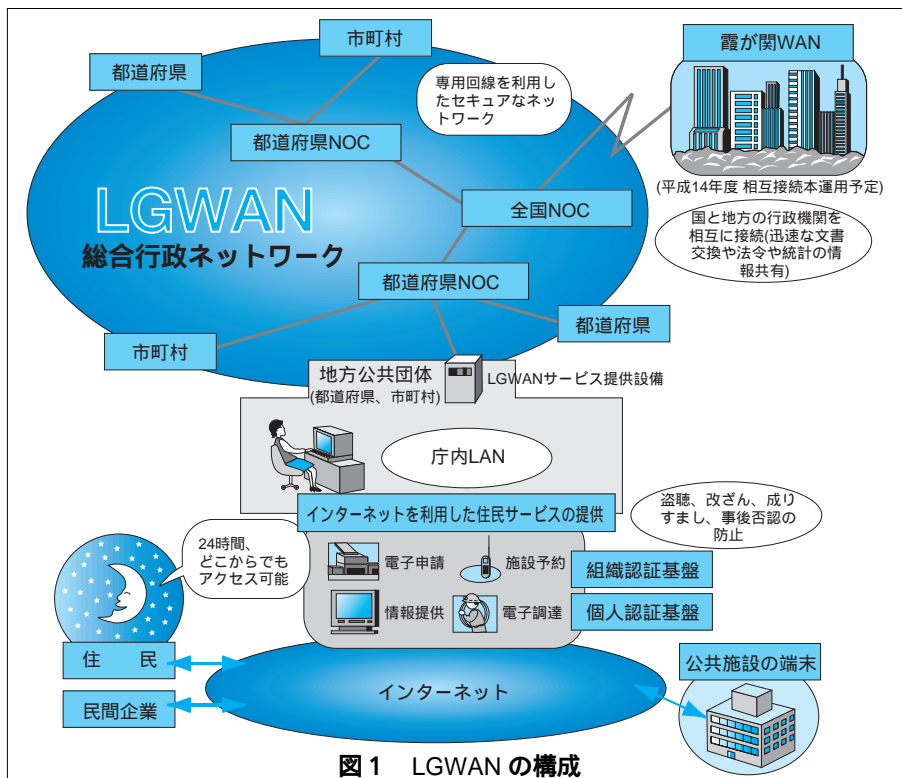 市町村
都道府県
専用回線を利用し
たセキュアなネッ
トワーク
霞が関WAN
都道府県NOC
(平成14年度 相互接続本運用予定)
LGWAN
総合行政ネットワーク
全国NOC
国と地方の行政機関を
相互に接続(迅速な文書
交換や法令や統計の情
報共有)
都道府県NOC
都道府県
市町村
地方公共団体
(都道府県、市町村)
LGWANサービス提供設備
庁内LAN
インターネットを利用した住民サービスの提供
盗聴、改ざん、成り
すまし、事後否認の
防止
24時間、
どこからでも
アクセス可能
電子申請
施設予約
組織認証基盤
情報提供
電子調達
個人認証基盤
住 民
民間企業
インターネット
公共施設の端末
図1 LGWAN の構成